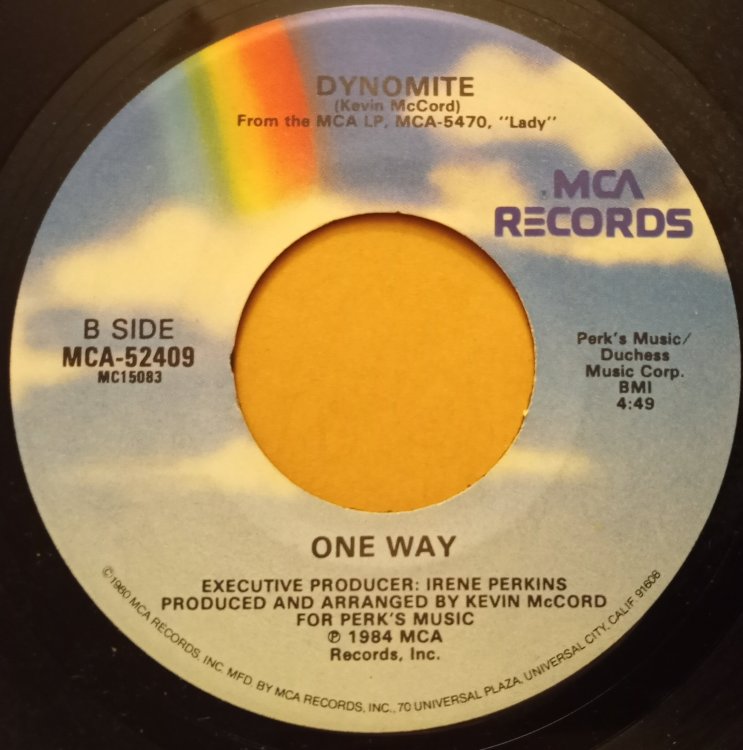 DYNOMITE
(Kevin McCord)
From the MCA LP, MCA-5470, "Lady"
MCA
RECORDS
B SIDE
MCA-52409
MC15083
Perk's Music/
Duchess
Music Corp.
BMI
4:49
ONE WAY
EXECUTIVE PRODUCER: IRENE PERKINS
PRODUCED AND ARRANGED BY KEVIN McCORD
FOR PERK'S MUSIC
℗ 1984 MCA
Records, Inc.
©1980 MCA RECORDS, INC. MFD. BY MCA RECORDS, INC., 70 UNIVERSAL PLAZA, UNIVERSAL CITY, CALIF. 91608